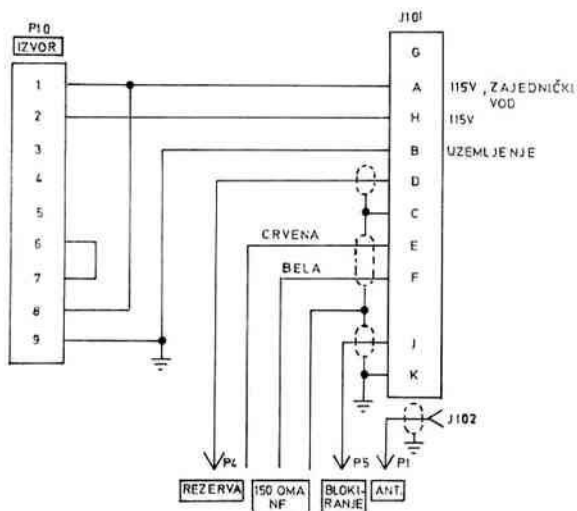 P10
IZVOR
1
2
3
4
5
6
7
8
9
J101
G
A
H
B
D
C
E
F
J
K
115V , ZAJEDNIČKI
VOD
115V
UZEMLJENJE
CRVENA
BELA
J102
P4
P5
P1
REZERVA
150 OMA
NF
BLOKI-
RANJE
ANT.